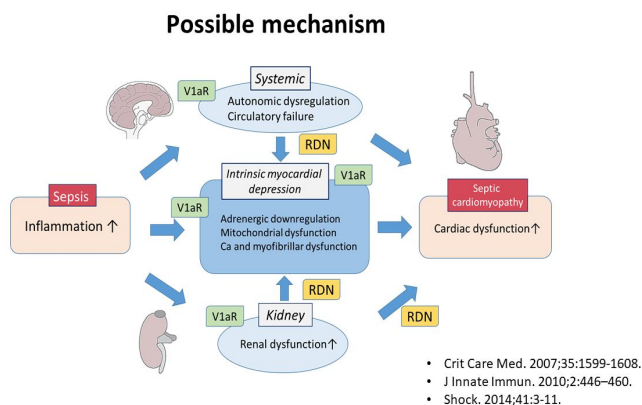 Possible mechanism
V1aR
Systemic
Autonomic dysregulation
Circulatory failure
RDN
Sepsis
Inflammation ↑
V1aR
Intrinsic myocardial
depression
V1aR
Adrenergic downregulation
Mitochondrial dysfunction
Ca and myofibrillar dysfunction
Septic
cardiomyopathy
Cardiac dysfunction↑
RDN
V1aR
Kidney
Renal dysfunction↑
RDN
• Crit Care Med. 2007;35:1599-1608.
• J Innate Immun. 2010;2:446–460.
• Shock. 2014;41:3-11.